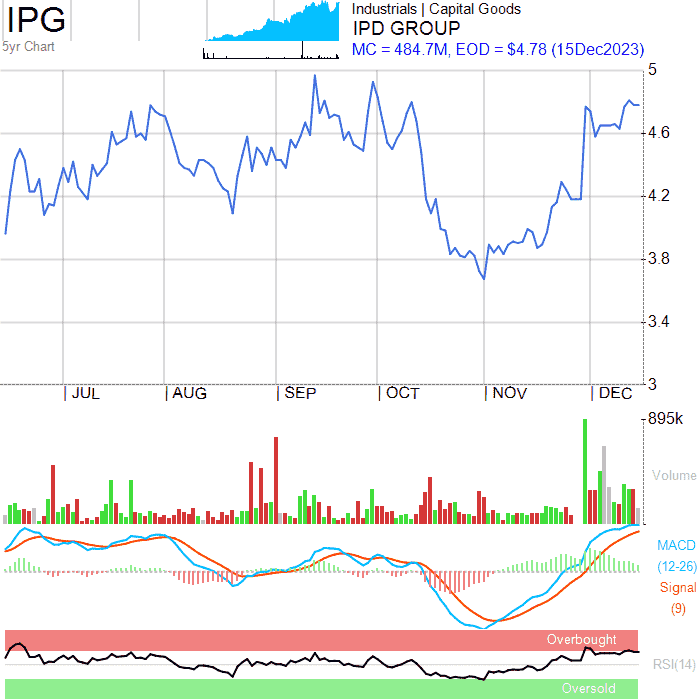 IPG
5yr Chart
Industrials | Capital Goods
IPD GROUP
MC = 484.7M, EOD = $4.78 (15Dec2023)
5
4.6
4.2
3.8
3.4
3
JUL AUG SEP OCT NOV DEC
895k
Volume
MACD
(12-26)
Signal
(9)
Overbought
RSI(14)
Oversold